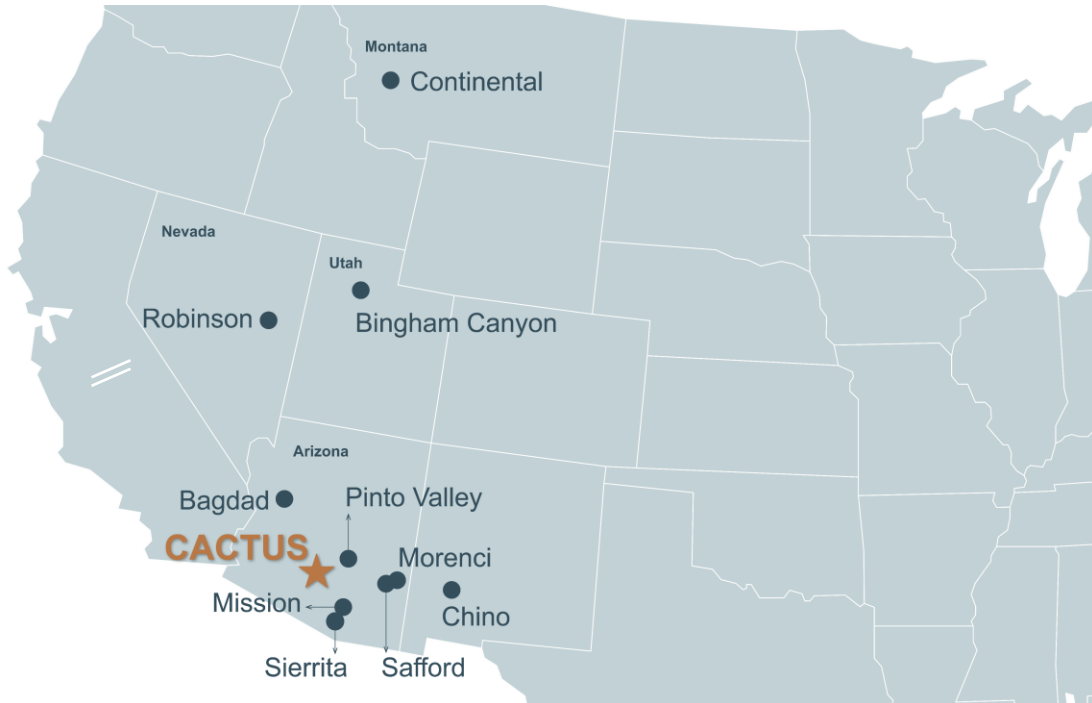 Montana
Continental
Nevada
Utah
Robinson
Bingham Canyon
Arizona
Bagdad
Pinto Valley
CACTUS
Morenci
Mission
Chino
Sierrita
Safford